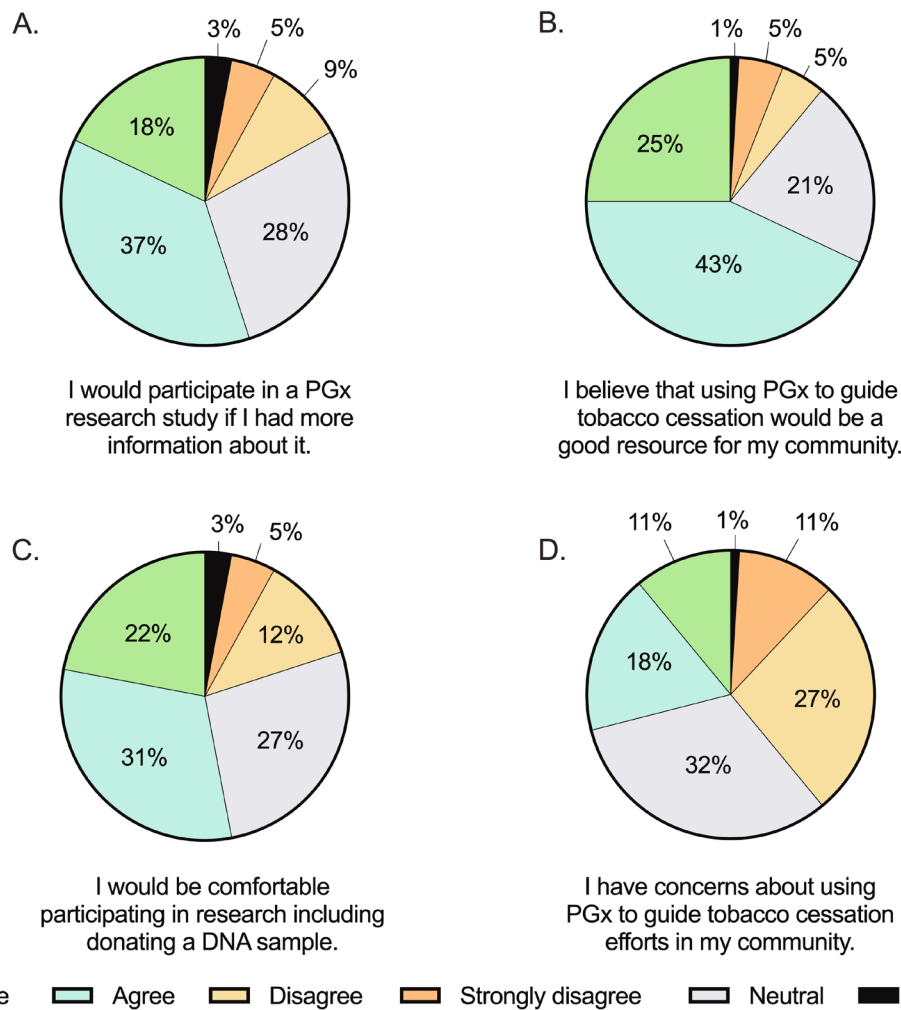 A.
3%
5%
9%
18%
37%
28%
I would participate in a PGx
research study if I had more
information about it.
B.
1%
5%
5%
25%
21%
43%
I believe that using PGx to guide
tobacco cessation would be a
good resource for my community.
C.
3%
5%
22%
12%
31%
27%
I would be comfortable
participating in research including
donating a DNA sample.
D.
11%
1%
11%
18%
27%
32%
I have concerns about using
PGx to guide tobacco cessation
efforts in my community.
e Agree Disagree Strongly disagree Neutral